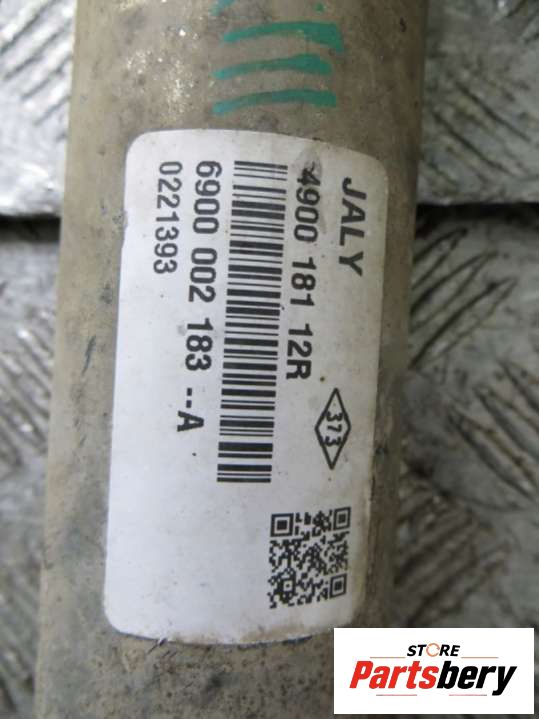 JALY
4900 181 12R
373
6900 002 183 --A
0221393
STORE
Partsbery